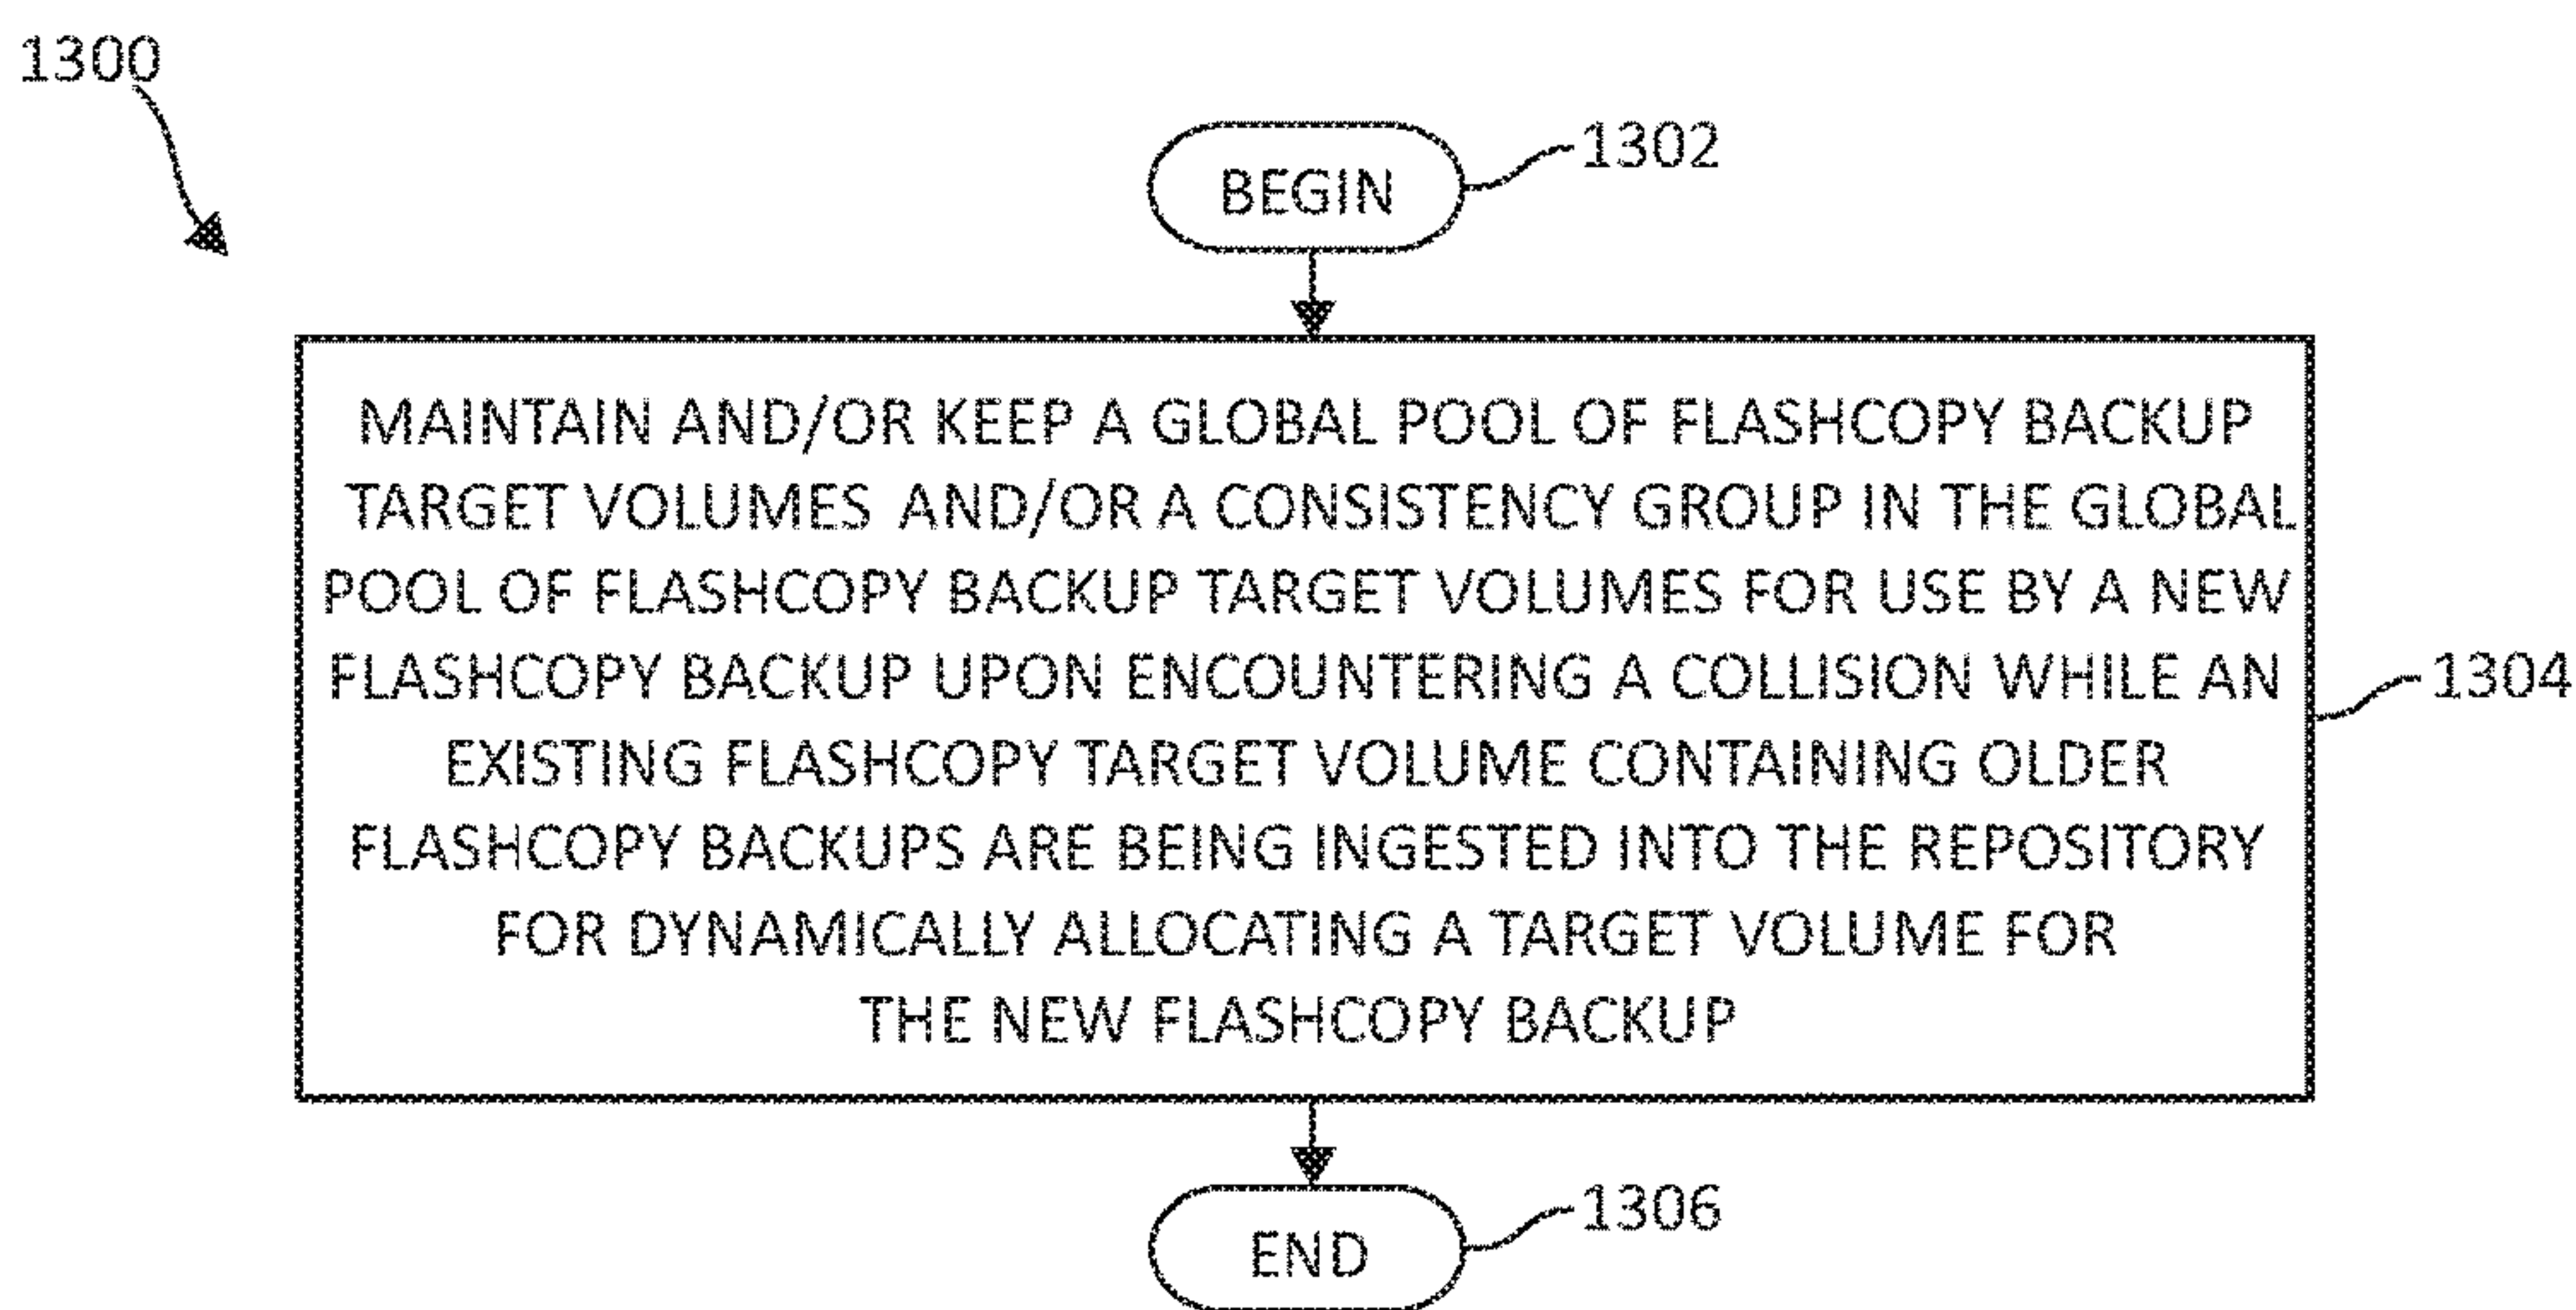 1300
BEGIN
1302
MAINTAIN AND/OR KEEP A GLOBAL POOL OF FLASHCOPY BACKUP
TARGET VOLUMES AND/OR A CONSISTENCY GROUP IN THE GLOBAL
POOL OF FLASHCOPY BACKUP TARGET VOLUMES FOR USE BY A NEW
FLASHCOPY BACKUP UPON ENCOUNTERING A COLLISION WHILE AN
EXISTING FLASHCOPY TARGET VOLUME CONTAINING OLDER
FLASHCOPY BACKUPS ARE BEING INGESTED INTO THE REPOSITORY
FOR DYNAMICALLY ALLOCATING A TARGET VOLUME FOR
THE NEW FLASHCOPY BACKUP
1304
END
1306